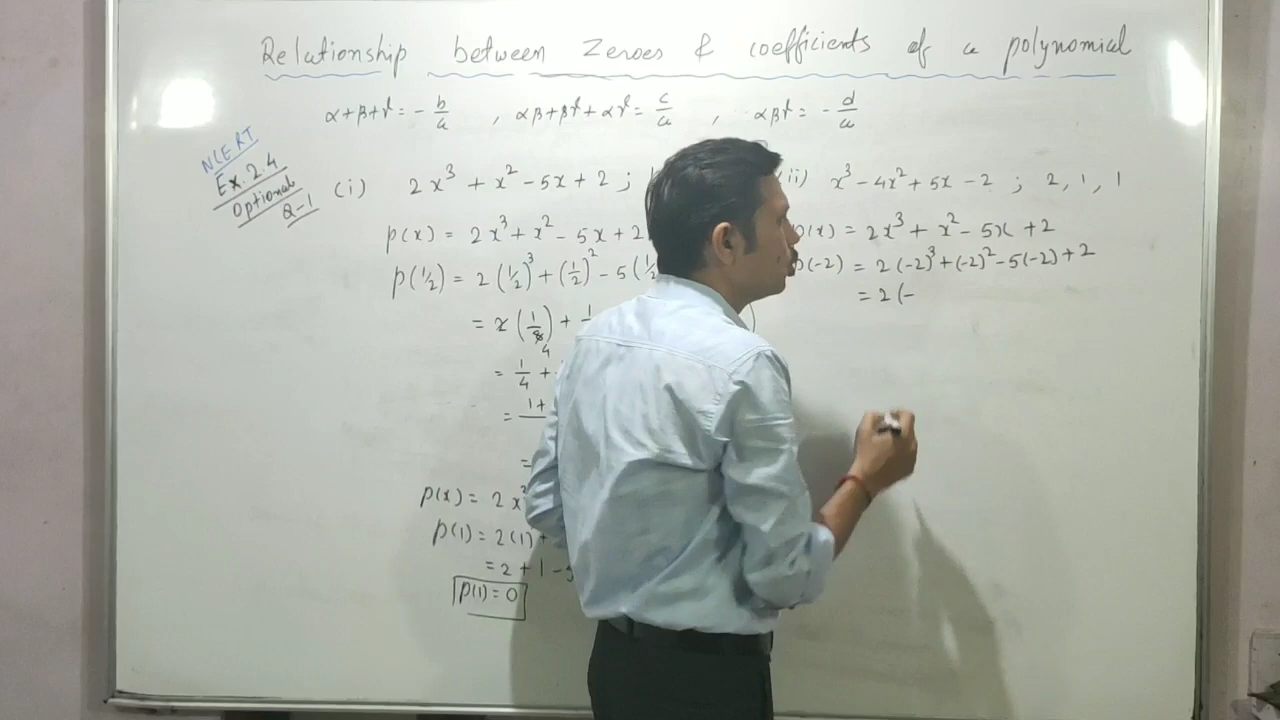 Relationship between Zeroes & coefficients of a polynomial
α+β+γ = - b/a , αβ+βγ+αγ = c/a , αβγ = - d/a
NCERT
Ex. 2.4
Optional
Q-1
(i) 2x³ + x² - 5x + 2 ;
p(x) = 2x³ + x² - 5x + 2
p(1/2) = 2(1/2)³ + (1/2)² - 5(1/2
= 2(1/8) +
4
= 1/4 +
= 1+
=
p(x) = 2x
p(1) = 2(1) +
= 2 + 1 - 5
p(1) = 0
(ii) x³ - 4x² + 5x - 2 ; 2, 1, 1
p(x) = 2x³ + x² - 5x + 2
p(-2) = 2(-2)³ + (-2)² - 5(-2) + 2
= 2(-